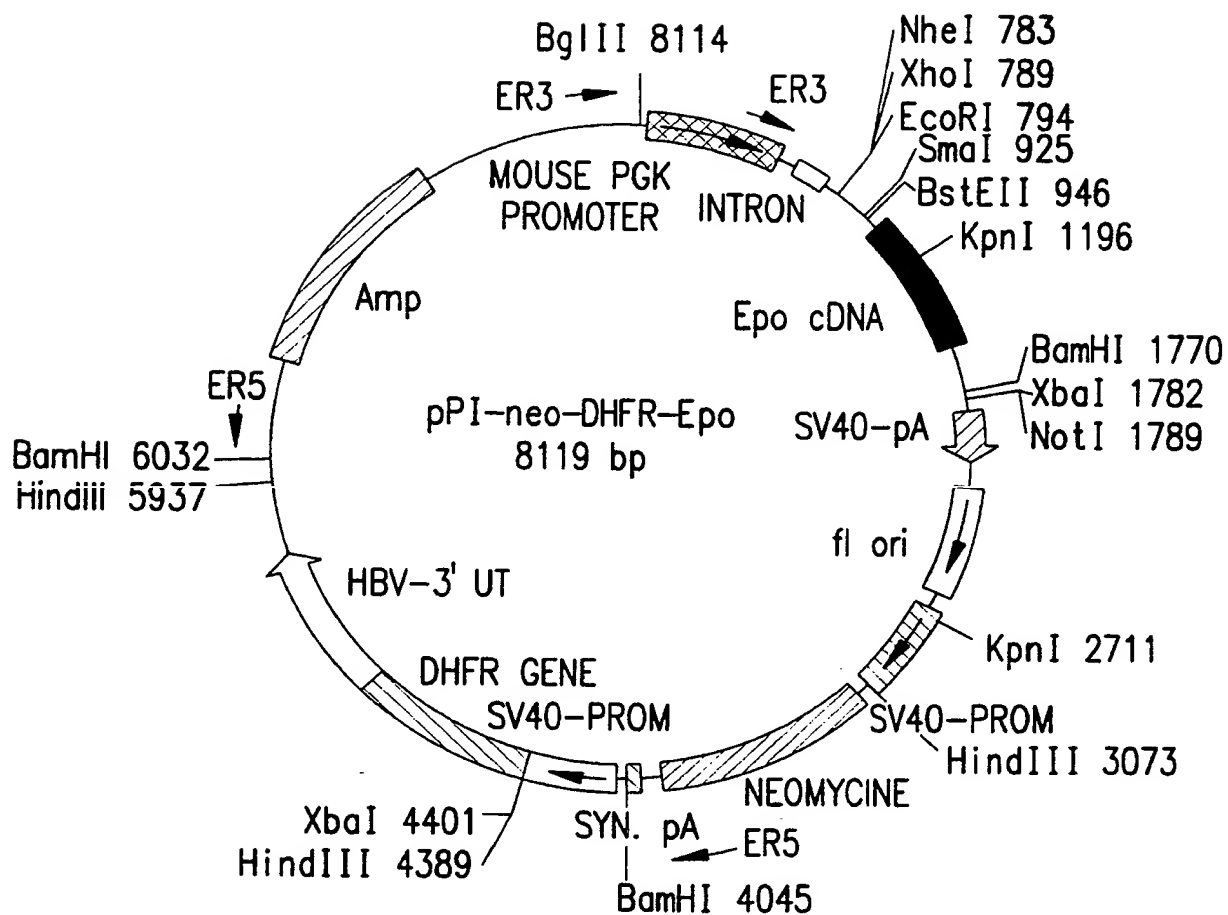 BglII 8114
NheI 783
XhoI 789
EcoRI 794
SmaI 925
BstEII 946
KpnI 1196
ER3
ER3
MOUSE PGK
PROMOTER
INTRON
Amp
Epo cDNA
BamHI 1770
XbaI 1782
NotI 1789
ER5
pPI-neo-DHFR-Epo
8119 bp
SV40-pA
BamHI 6032
Hindiii 5937
fl ori
HBV-3' UT
KpnI 2711
DHFR GENE
SV40-PROM
SV40-PROM
HindIII 3073
NEOMYCINE
XbaI 4401
HindIII 4389
SYN. pA
ER5
BamHI 4045